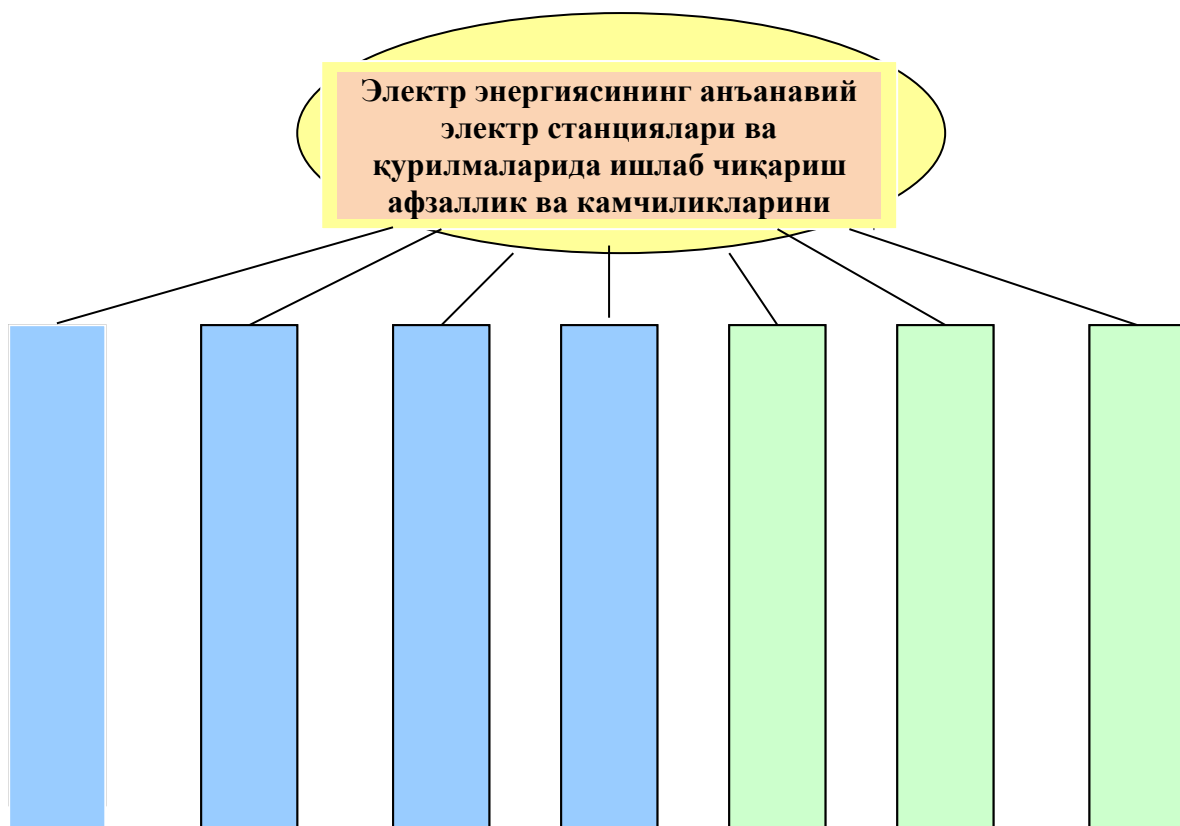 Электр энергиясининг анъанавий
электр станциялари ва
қурилмаларида ишлаб чиқариш
афзаллик ва камчиликларини